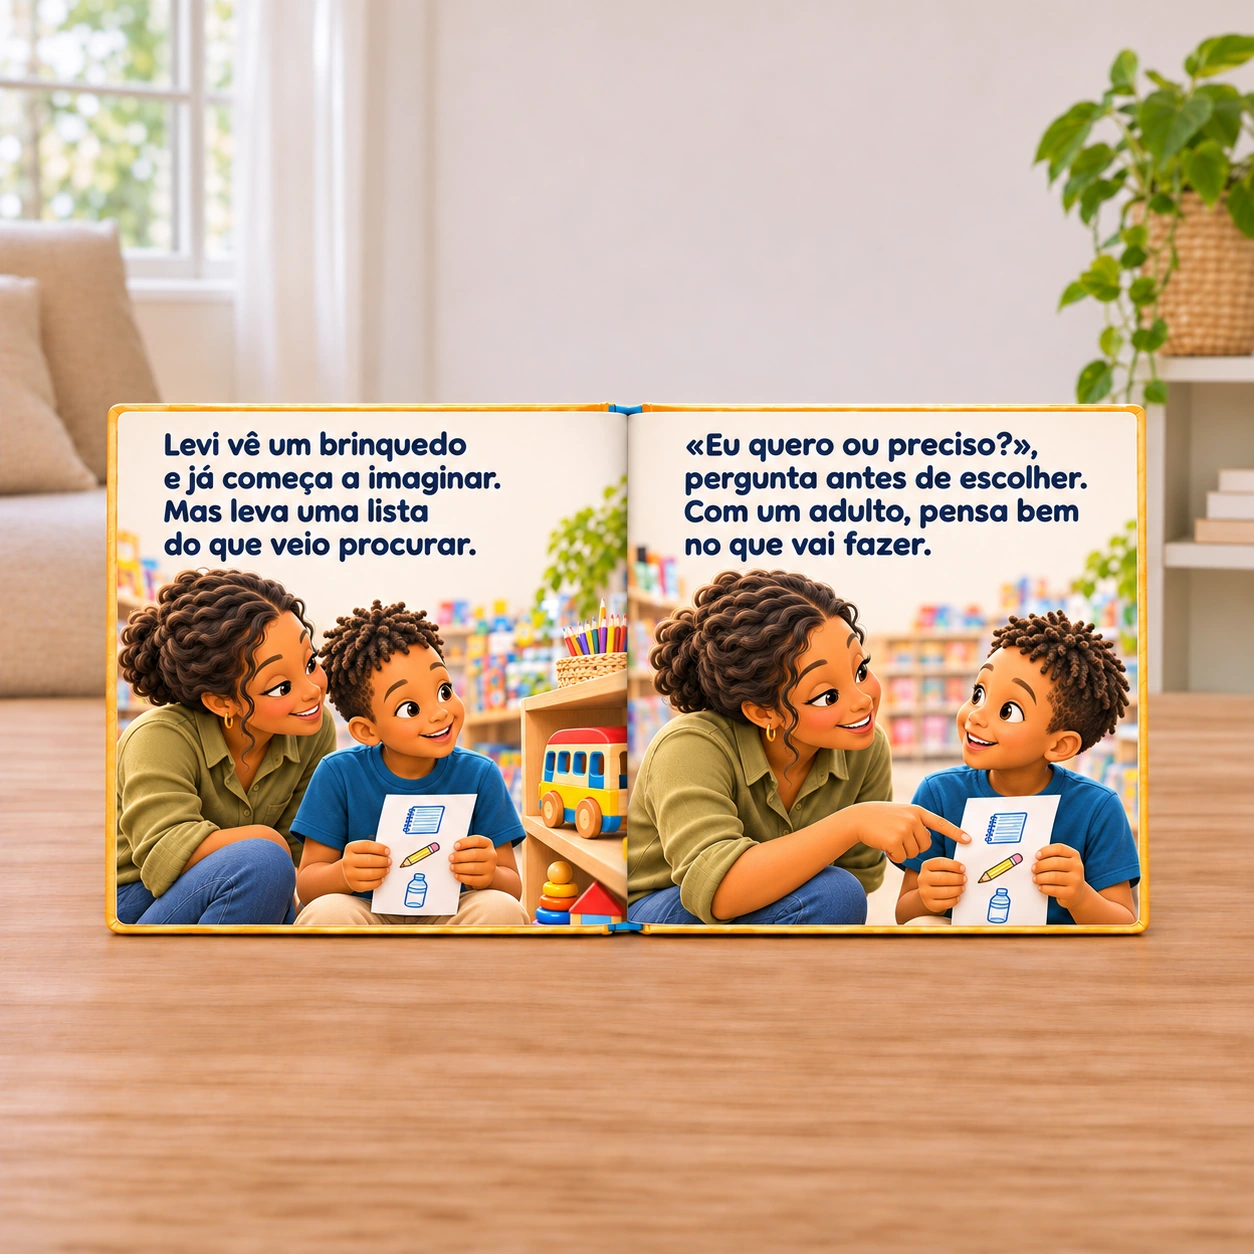 Levi vê um brinquedo
e já começa a imaginar.
Mas leva uma lista
do que veio procurar.
«Eu quero ou preciso?»,
pergunta antes de escolher.
Com um adulto, pensa bem
no que vai fazer.